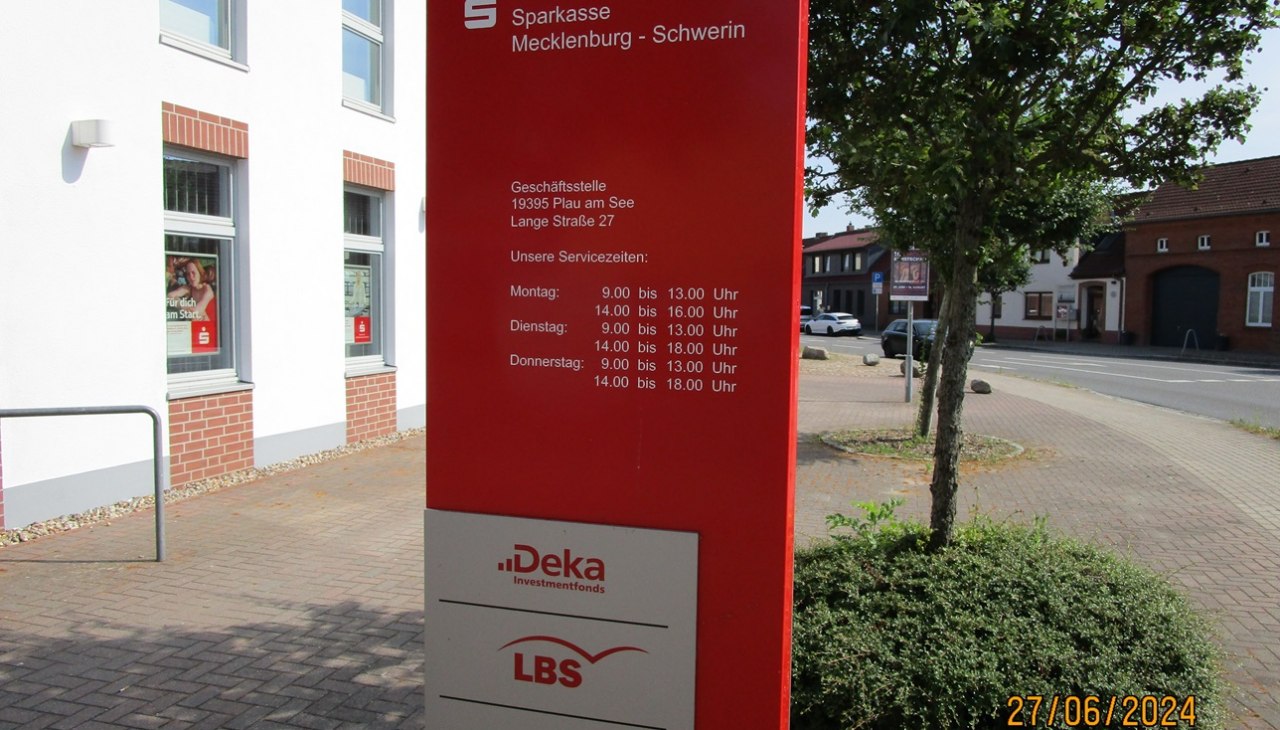 Sparkasse
Mecklenburg - Schwerin
Geschäftsstelle
19395 Plau am See
Lange Straße 27
Unsere Servicezeiten:
Montag: 9.00 bis 13.00 Uhr
14.00 bis 16.00 Uhr
Dienstag: 9.00 bis 13.00 Uhr
14.00 bis 18.00 Uhr
Donnerstag: 9.00 bis 13.00 Uhr
14.00 bis 18.00 Uhr
Deka
Investmentfonds
LBS
Für dich
am Start.
P
27/06/2024